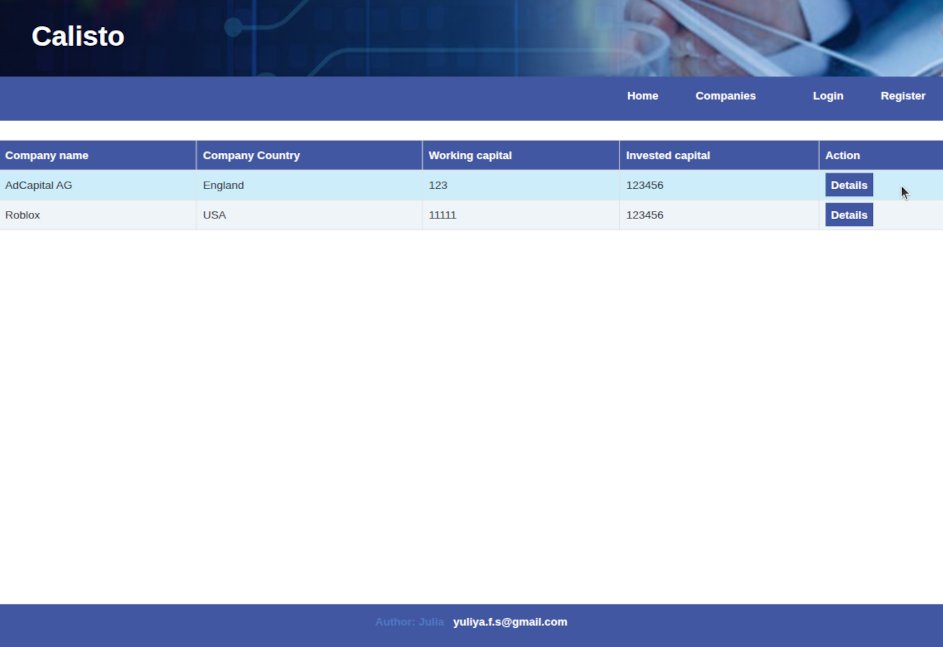 Calisto
Home Companies Login Register
Company name Company Country Working capital Invested capital Action
AdCapital AG England 123 123456 Details
Roblox USA 11111 123456 Details
Author: Julia yuliya.f.s@gmail.com